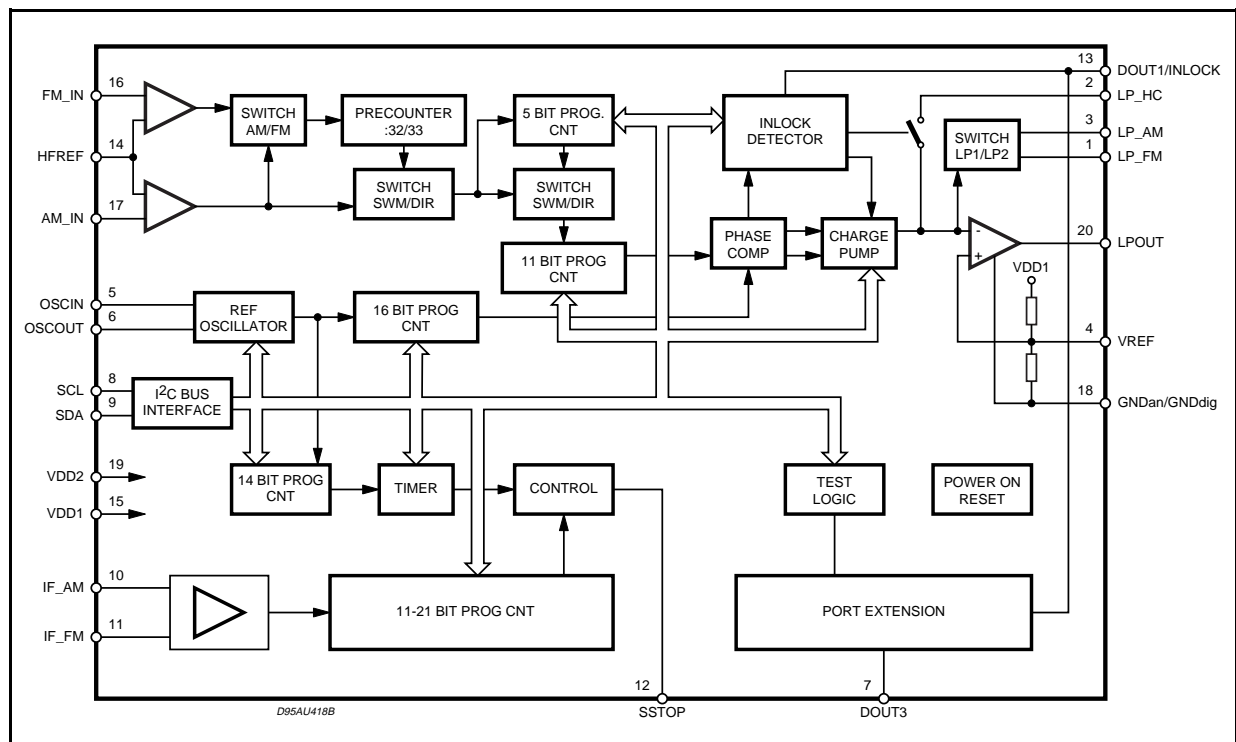 16
FM_IN
14
HFREF
17
AM_IN
SWITCH
AM/FM
PRECOUNTER
:32/33
SWITCH
SWM/DIR
5 BIT PROG.
CNT
SWITCH
SWM/DIR
11 BIT PROG
CNT
INLOCK
DETECTOR
PHASE
COMP
CHARGE
PUMP
SWITCH
LP1/LP2
-
+
VDD1
13
DOUT1/INLOCK
2
LP_HC
3
LP_AM
1
LP_FM
20
LPOUT
4
VREF
18
GNDan/GNDdig
5
OSCIN
6
OSCOUT
REF
OSCILLATOR
16 BIT PROG
CNT
8
SCL
9
SDA
I2C BUS
INTERFACE
19
VDD2
15
VDD1
14 BIT PROG
CNT
TIMER
CONTROL
TEST
LOGIC
POWER ON
RESET
10
IF_AM
11
IF_FM
11-21 BIT PROG CNT
PORT EXTENSION
12
SSTOP
7
DOUT3
D95AU418B